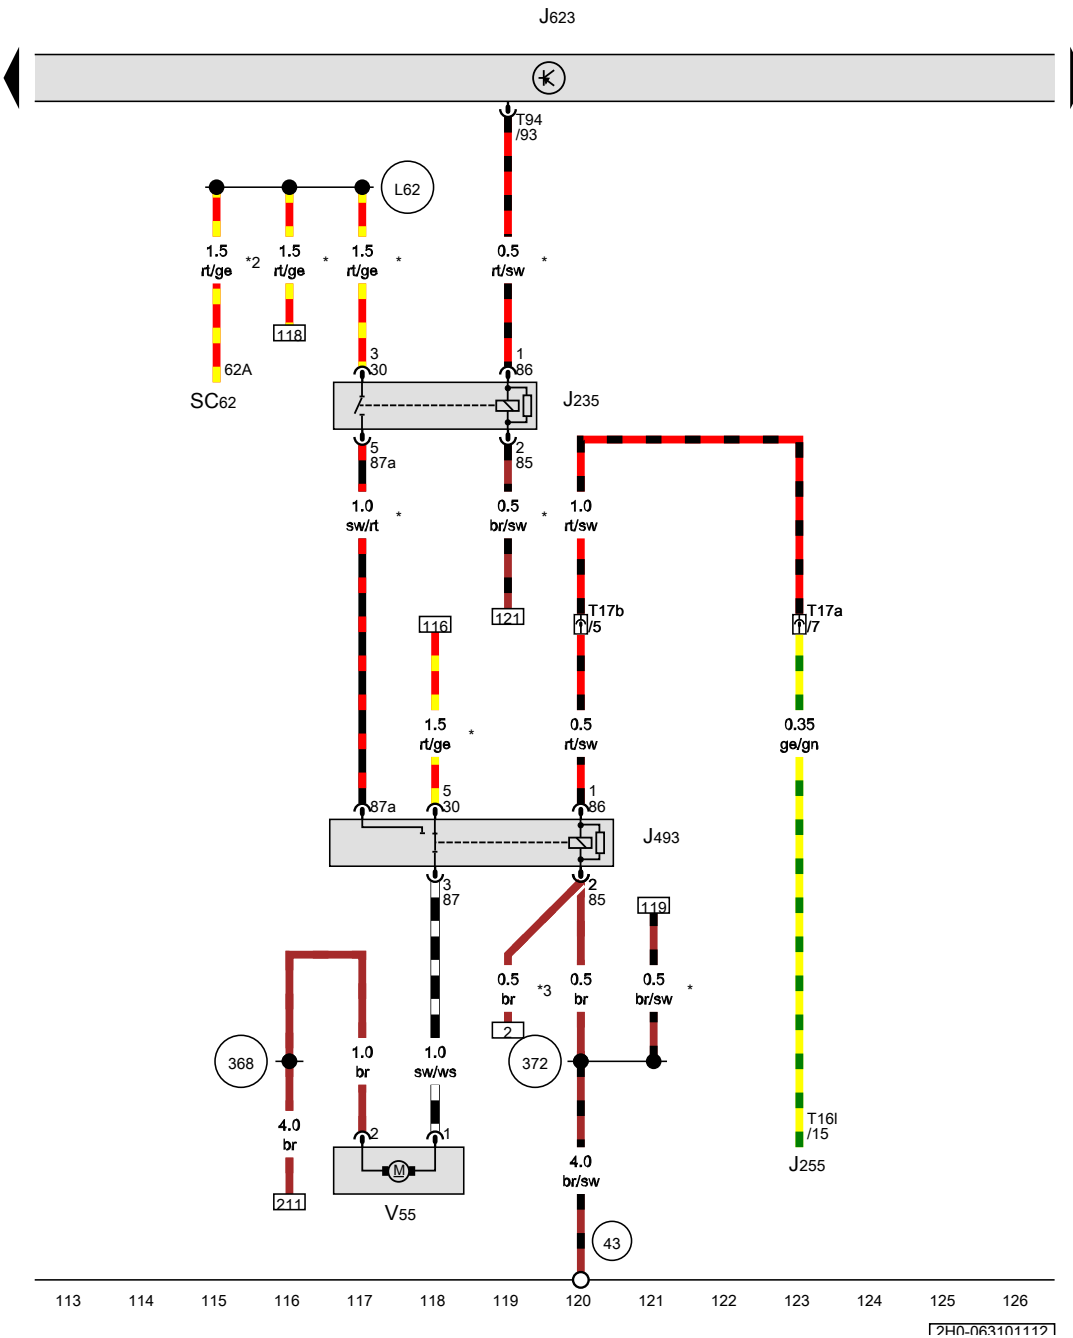 J623
T94
/93
L62
1.5
rt/ge
*2
1.5
rt/ge
*
1.5
rt/ge
*
0.5
rt/sw
*
118
62A
SC62
3
30
1
86
J235
5
87a
2
85
1.0
sw/rt
*
0.5
br/sw
*
1.0
rt/sw
121
116
T17b
/5
T17a
/7
1.5
rt/ge
*
0.5
rt/sw
0.35
ge/gn
87a
5
30
1
86
J493
3
87
2
85
119
0.5
br
*3
0.5
br
0.5
br/sw
*
2
368
372
1.0
br
1.0
sw/ws
4.0
br
2
1
M
T16l
/15
J255
4.0
br/sw
211
V55
43
113 114 115 116 117 118 119 120 121 122 123 124 125 126
2H0-063101112